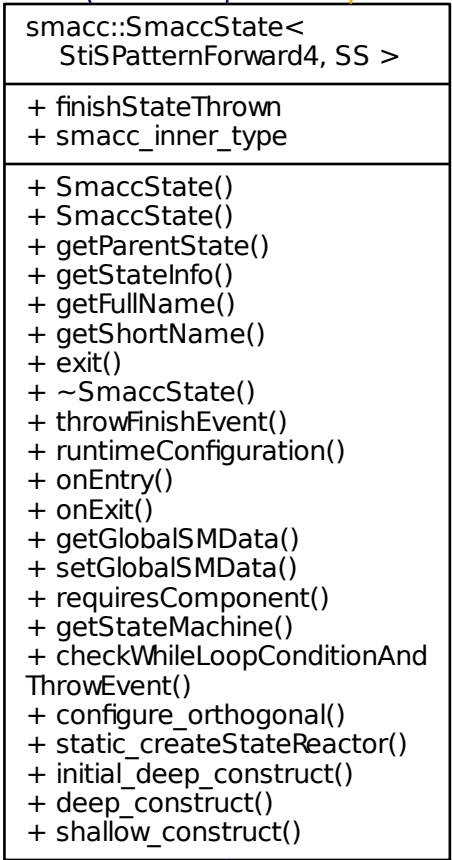 smacc::SmaccState<
StiSPatternForward4, SS >
+ finishStateThrown
+ smacc_inner_type
+ SmaccState()
+ SmaccState()
+ getParentState()
+ getStateInfo()
+ getFullName()
+ getShortName()
+ exit()
+ ~SmaccState()
+ throwFinishEvent()
+ runtimeConfiguration()
+ onEntry()
+ onExit()
+ getGlobalSMData()
+ setGlobalSMData()
+ requiresComponent()
+ getStateMachine()
+ checkWhileLoopConditionAnd
ThrowEvent()
+ configure_orthogonal()
+ static_createStateReactor()
+ initial_deep_construct()
+ deep_construct()
+ shallow_construct()